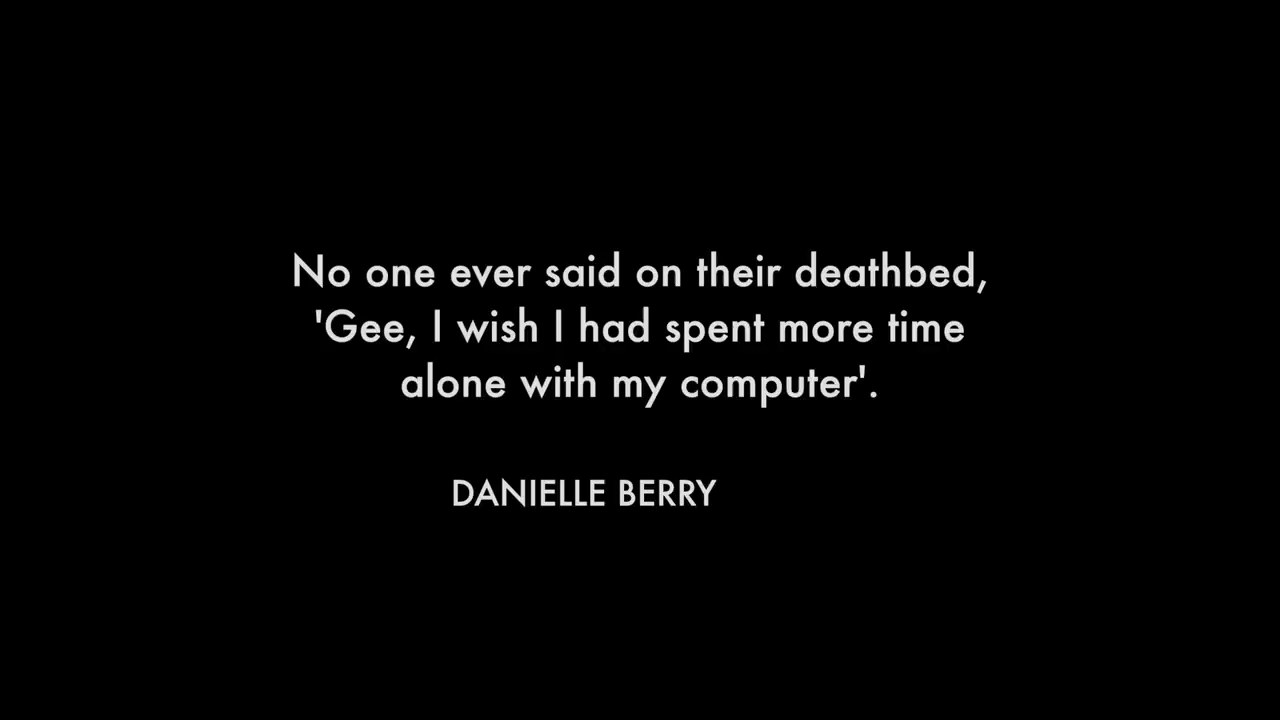 No one ever said on their deathbed,
'Gee, I wish I had spent more time
alone with my computer'.
DANIELLE BERRY